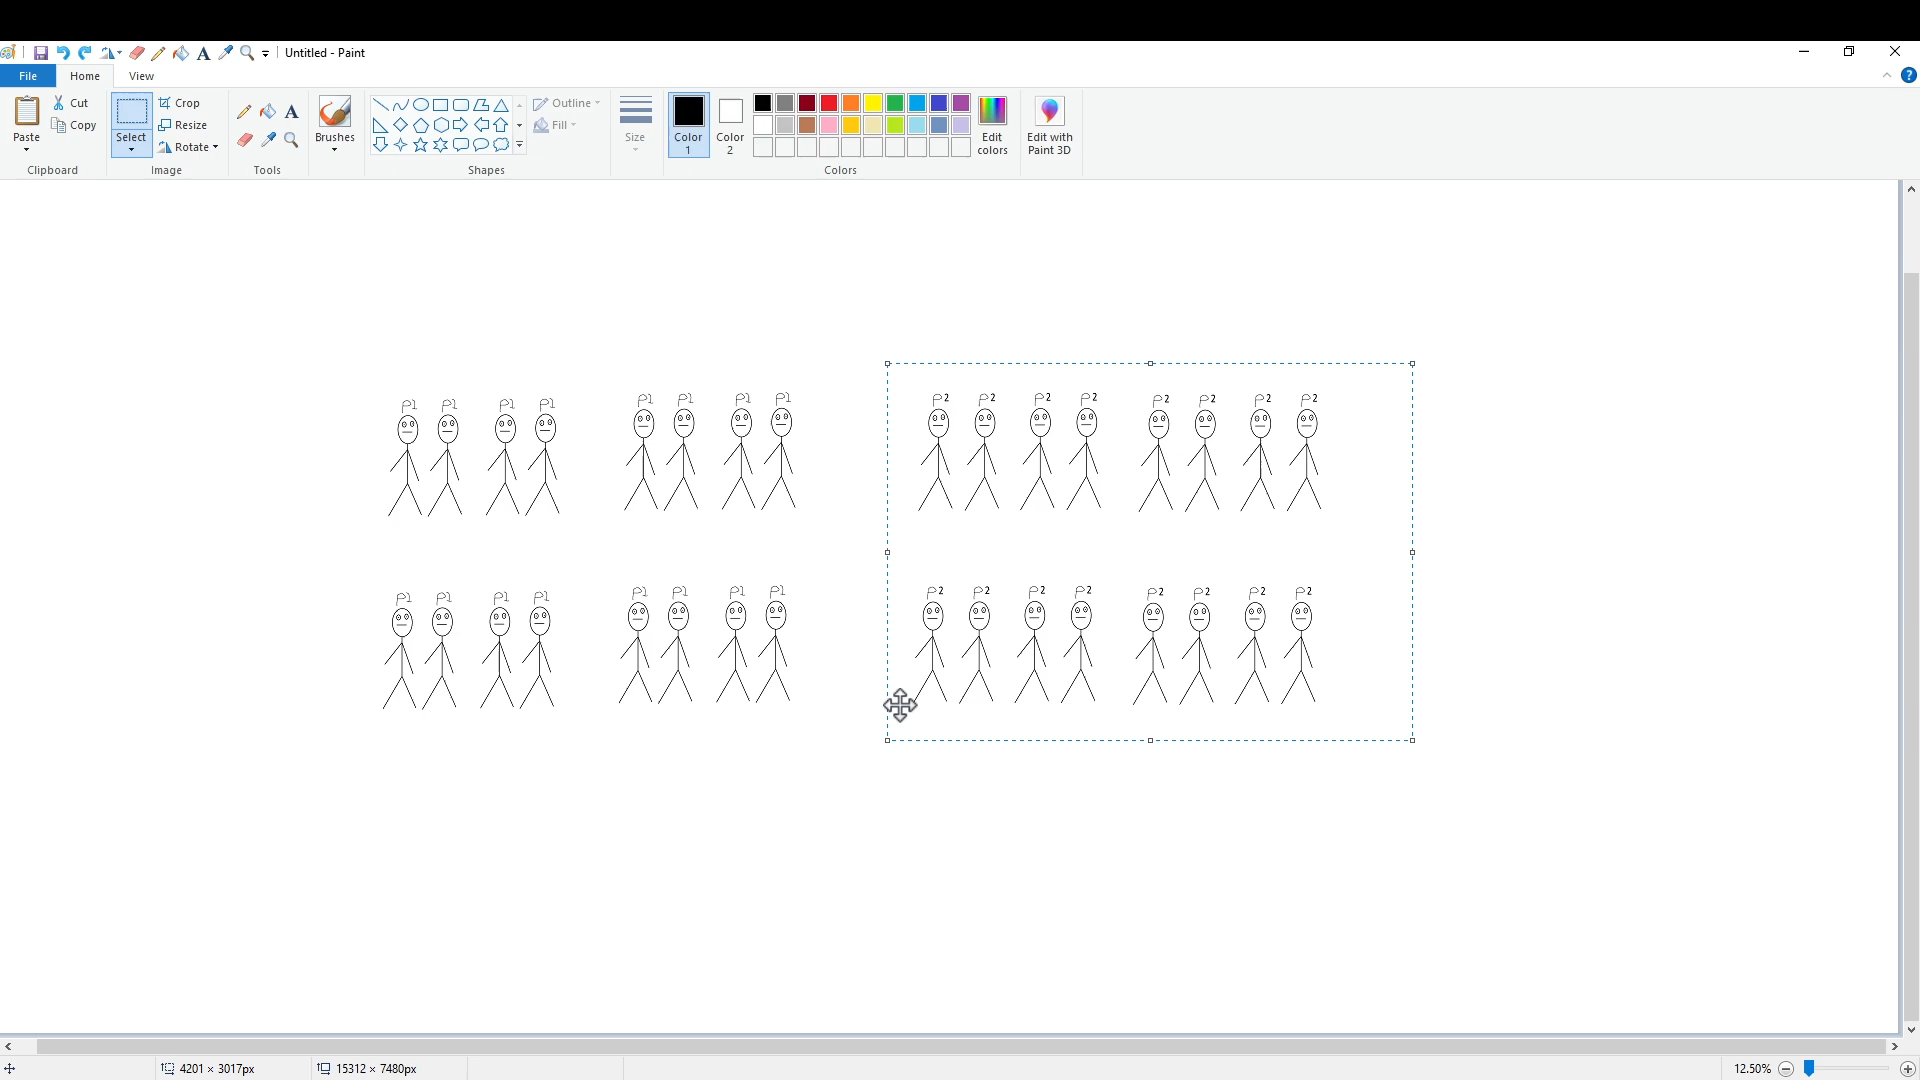 Untitled - Paint
File Home View
Paste Cut Copy Clipboard
Select Crop Resize Rotate Image
Tools
Brushes
Shapes
Outline Fill
Size
Color 1 Color 2 Edit colors Colors
Edit with Paint 3D
P1 P1 P1 P1 P1 P1 P1 P1 P2 P2 P2 P2 P2 P2 P2 P2
P1 P1 P1 P1 P1 P1 P1 P1 P2 P2 P2 P2 P2 P2 P2 P2
4201 × 3017px 15312 × 7480px 12.50%